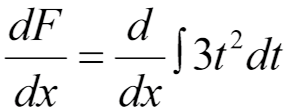 dF/dx = d/dx ∫ 3t² dt